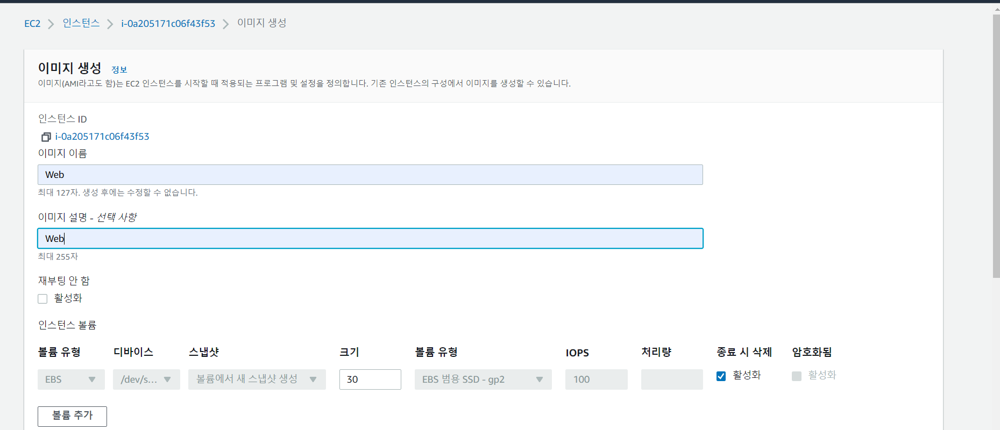 EC2 > 인스턴스 > i-0a205171c06f43f53 > 이미지 생성
이미지 생성 정보
이미지(AMI라고도 함)는 EC2 인스턴스를 시작할 때 적용되는 프로그램 및 설정을 정의합니다. 기존 인스턴스의 구성에서 이미지를 생성할 수 있습니다.
인스턴스 ID
i-0a205171c06f43f53
이미지 이름
Web
최대 127자. 생성 후에는 수정할 수 없습니다.
이미지 설명 - 선택 사항
Web
최대 255자
재부팅 안 함
활성화
인스턴스 볼륨
볼륨 유형 디바이스 스냅샷 크기 볼륨 유형 IOPS 처리량 종료 시 삭제 암호화됨
EBS /dev/s... 볼륨에서 새 스냅샷 생성 30 EBS 범용 SSD - gp2 100 활성화 활성화
볼륨 추가